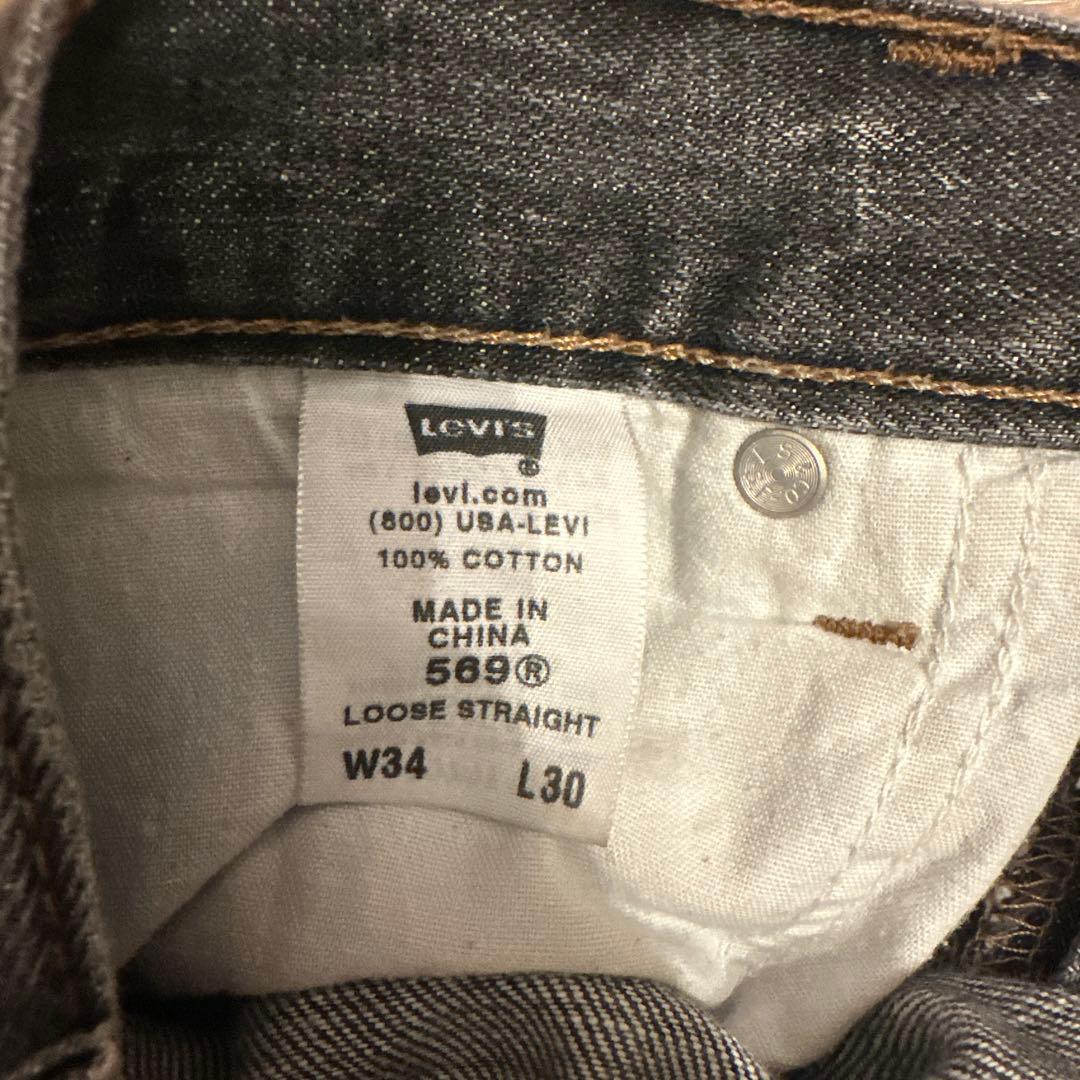 LEVI'S
®
levi.com
(800) USA-LEVI
100% COTTON
MADE IN
CHINA
569®
LOOSE STRAIGHT
W34 L30